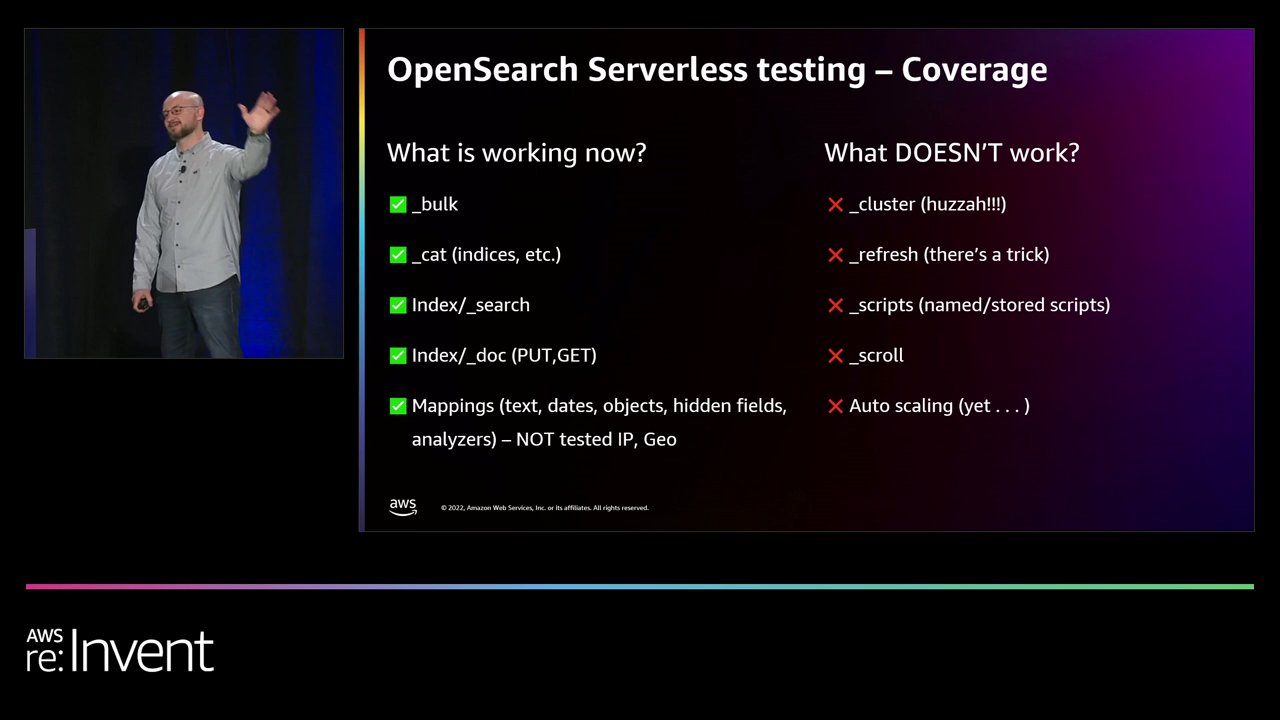 OpenSearch Serverless testing – Coverage
What is working now?
✅ _bulk
✅ _cat (indices, etc.)
✅ Index/_search
✅ Index/_doc (PUT,GET)
✅ Mappings (text, dates, objects, hidden fields,
analyzers) – NOT tested IP, Geo
What DOESN’T work?
❌ _cluster (huzzah!!!)
❌ _refresh (there’s a trick)
❌ _scripts (named/stored scripts)
❌ _scroll
❌ Auto scaling (yet . . . )
aws
© 2022, Amazon Web Services, Inc. or its affiliates. All rights reserved.
AWS
re:Invent